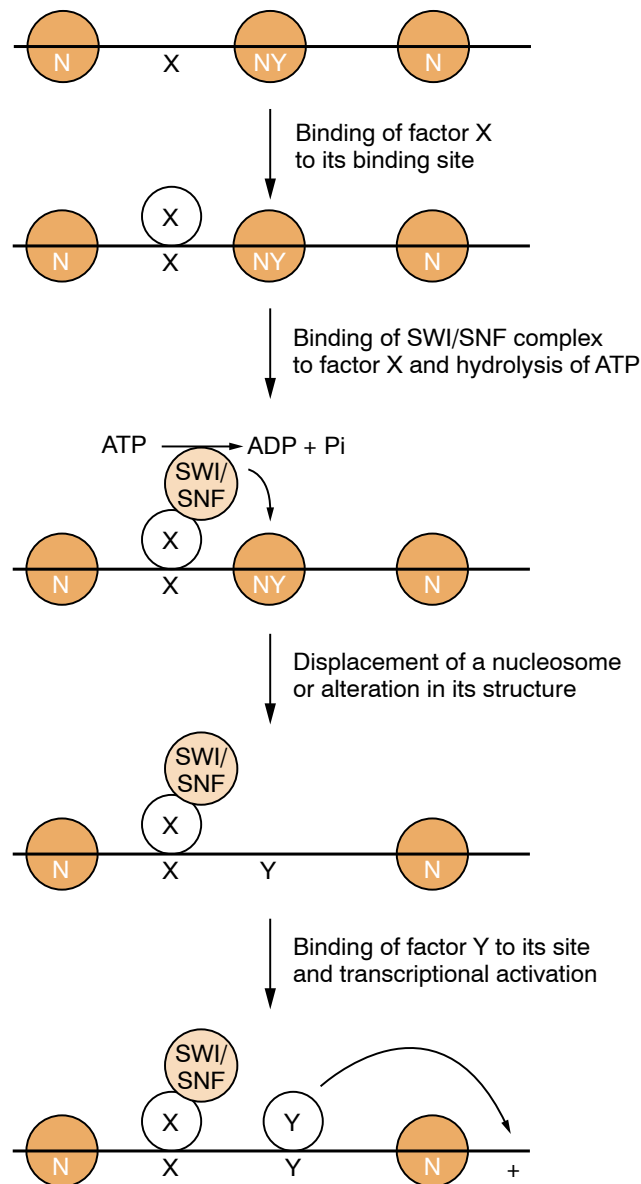 N X NY N
Binding of factor X
to its binding site
X
N X NY N
Binding of SWI/SNF complex
to factor X and hydrolysis of ATP
ATP ADP + Pi
SWI/
SNF
X
N X NY N
Displacement of a nucleosome
or alteration in its structure
SWI/
SNF
X
N X Y N
Binding of factor Y to its site
and transcriptional activation
SWI/
SNF
X Y
N X Y N +